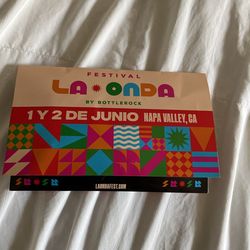 FESTIVAL
LA ONDA
BY BOTTLEROCK
1 Y 2 DE JUNIO NAPA VALLEY, CA
LAONDAFEST.COM